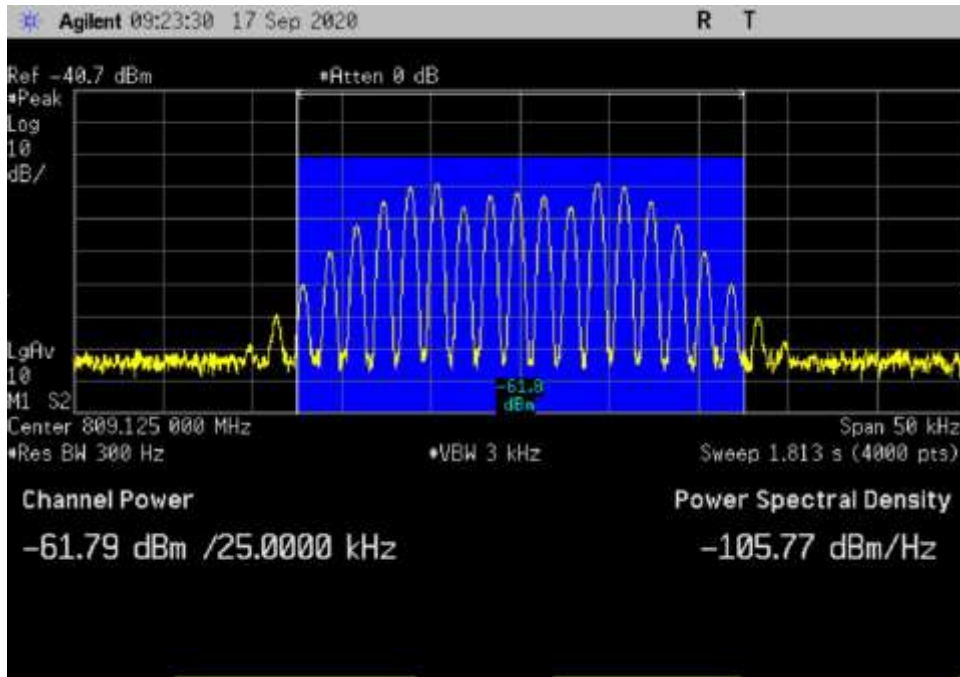 Agilent 09:23:30 17 Sep 2020 R T
Ref -40.7 dBm #Atten 0 dB
#Peak
Log
10
dB/
LgAv
10
M1 S2
-61.8
dBm
Center 809.125 000 MHz Span 50 kHz
#Res BW 300 Hz #VBW 3 kHz Sweep 1.813 s (4000 pts)
Channel Power Power Spectral Density
-61.79 dBm /25.0000 kHz -105.77 dBm/Hz